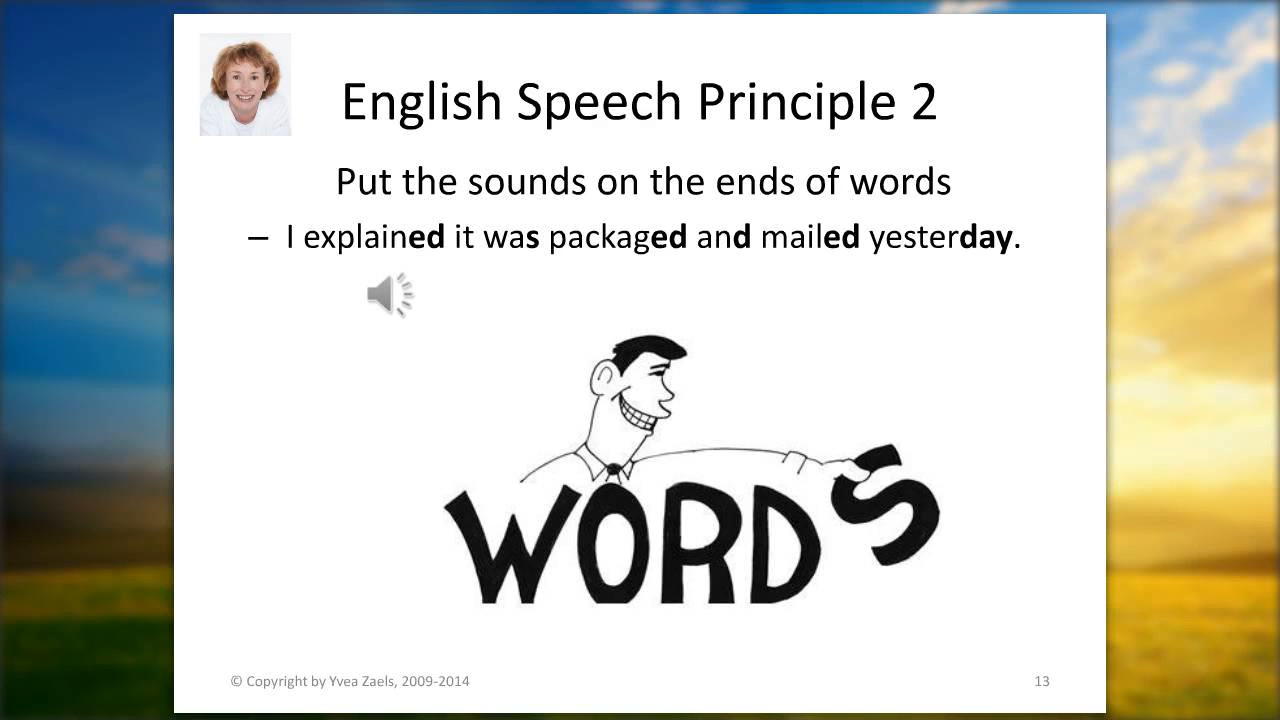 English Speech Principle 2
Put the sounds on the ends of words
– I explained it was packaged and mailed yesterday.
WORDS
© Copyright by Yvea Zaels, 2009-2014
13